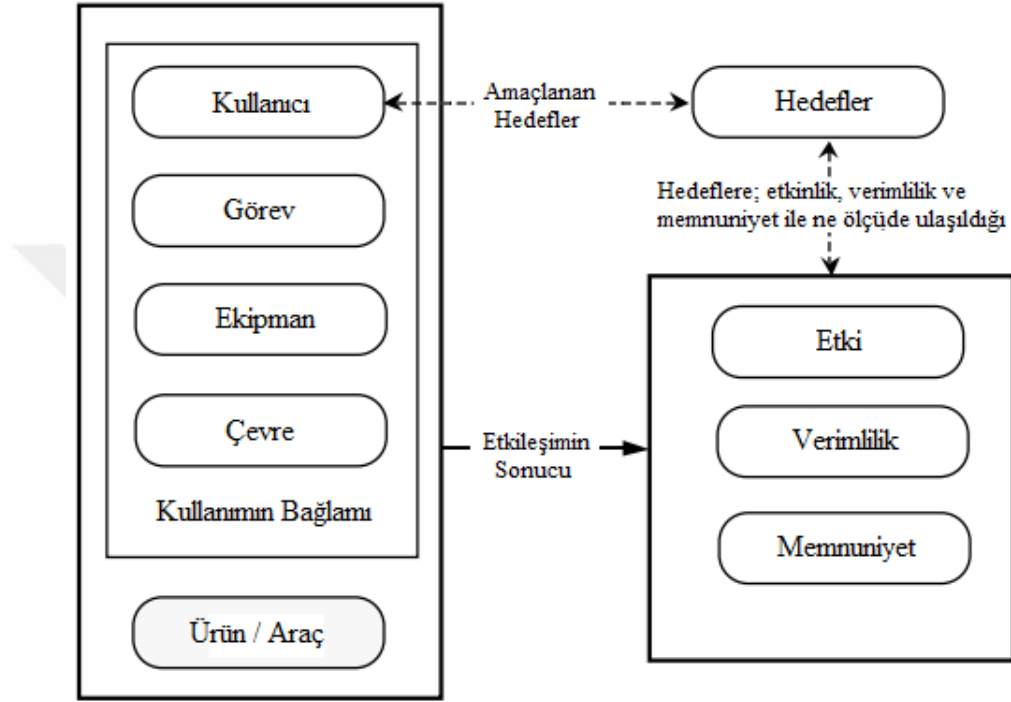 Kullanıcı
Amaçlanan
Hedefler
Hedefler
Görev
Hedeflere; etkinlik, verimlilik ve
memnuniyet ile ne ölçüde ulaşıldığı
Ekipman
Çevre
Kullanımın Bağlamı
Ürün / Araç
Etkileşimin
Sonucu
Etki
Verimlilik
Memnuniyet